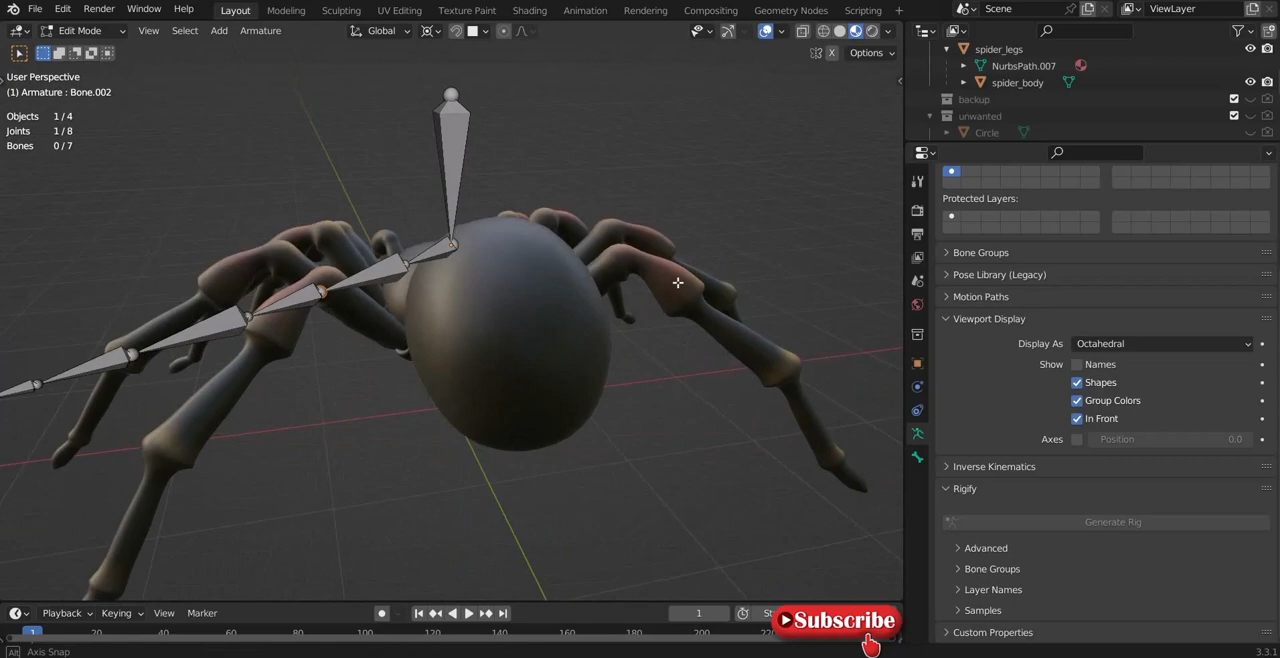 File Edit Render Window Help Layout Modeling Sculpting UV Editing Texture Paint Shading Animation Rendering Compositing Geometry Nodes Scripting + Scene ViewLayer
Edit Mode View Select Add Armature Global
X Options
User Perspective
(1) Armature : Bone.002
Objects 1/4
Joints 1/8
Bones 0/7
spider_legs
NurbsPath.007
spider_body
backup
unwanted
Circle
Protected Layers:
Bone Groups
Pose Library (Legacy)
Motion Paths
Viewport Display
Display As Octahedral
Show Names
Shapes
Group Colors
In Front
Axes Position 0.0
Inverse Kinematics
Rigify
Generate Rig
Advanced
Bone Groups
Layer Names
Samples
Custom Properties
Playback Keying View Marker 1
Subscribe
1 20 40 60 80 100 120 140 160 180 200
Alt Axis Snap 3.3.1